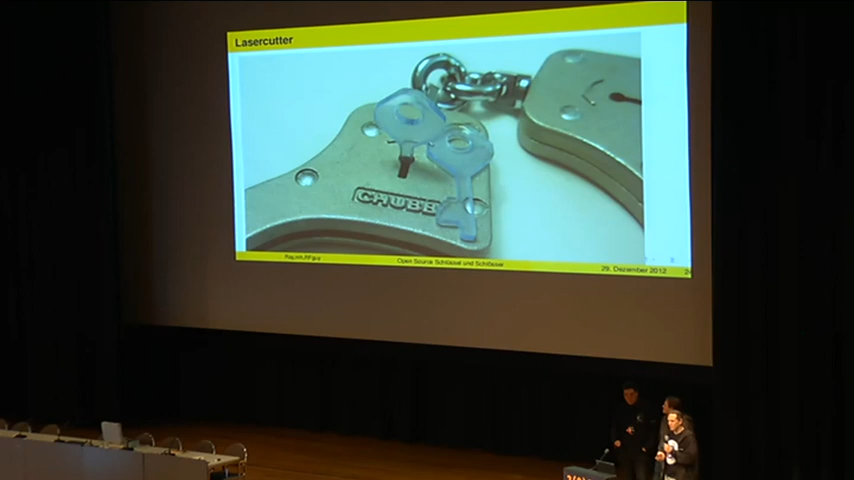 Lasercutter
CHUBB
Open Source Schlüssel und Schlösser
29. Dezember 2012